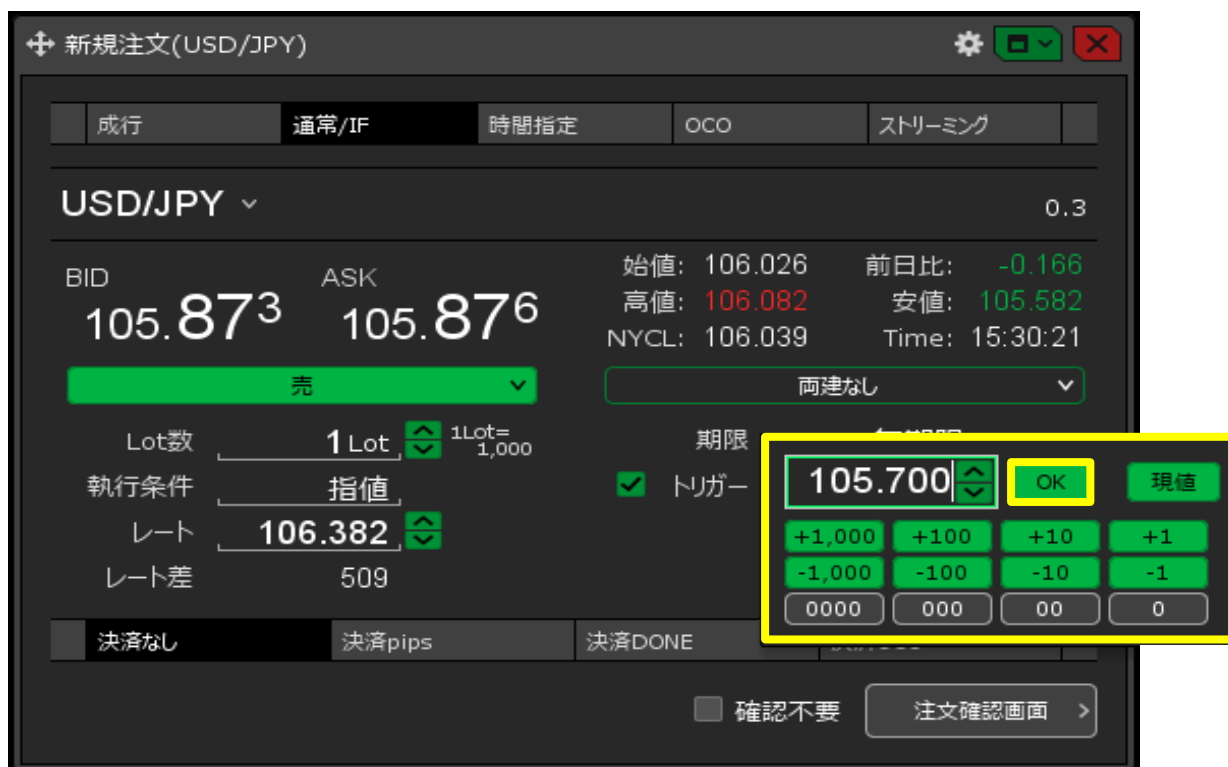 新規注文(USD/JPY)
成行 通常/IF 時間指定 OCO ストリーミング
USD/JPY 0.3
BID ASK 始値: 106.026 前日比: -0.166
105.873 105.876 高値: 106.082 安値: 105.582
NYCL: 106.039 Time: 15:30:21
売 両建なし
Lot数 1 Lot 1Lot= 1,000 期限
執行条件 指値 トリガー 105.700 OK 現値
レート 106.382 +1,000 +100 +10 +1
レート差 509 -1,000 -100 -10 -1
0000 000 00 0
決済なし 決済pips 決済DONE
確認不要 注文確認画面 >